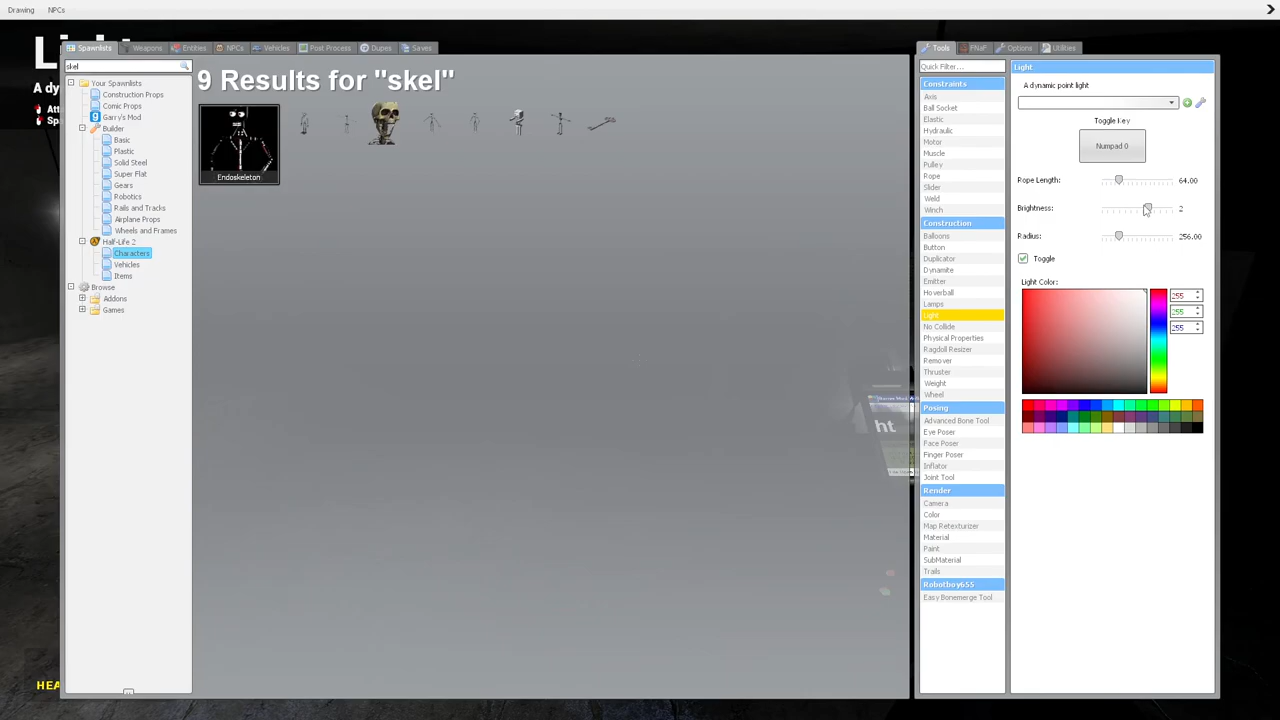 Drawing NPCs
Spawnlists Weapons Entities NPCs Vehicles Post Process Dupes Saves
Tools FNaF Options Utilities
skel
Your Spawnlists
Construction Props
Comic Props
Garry's Mod
Builder
Basic
Plastic
Solid Steel
Super Flat
Gears
Robotics
Rails and Tracks
Airplane Props
Wheels and Frames
Half-Life 2
Characters
Vehicles
Items
Browse
Addons
Games
9 Results for "skel"
Endoskeleton
ht
Quick Filter...
Constraints
Axis
Ball Socket
Elastic
Hydraulic
Motor
Muscle
Pulley
Rope
Slider
Weld
Winch
Construction
Balloons
Button
Duplicator
Dynamite
Emitter
Hoverball
Lamps
Light
No Collide
Physical Properties
Ragdoll Resizer
Remover
Thruster
Weight
Wheel
Posing
Advanced Bone Tool
Eye Poser
Face Poser
Finger Poser
Inflator
Joint Tool
Render
Camera
Color
Map Retexturizer
Material
Paint
SubMaterial
Trails
Robotboy655
Easy Bonemerge Tool
Light
A dynamic point light
Toggle Key
Numpad 0
Rope Length: 64.00
Brightness: 2
Radius: 256.00
Toggle
Light Color:
255
255
255
A dy
Att
Sp
HEA